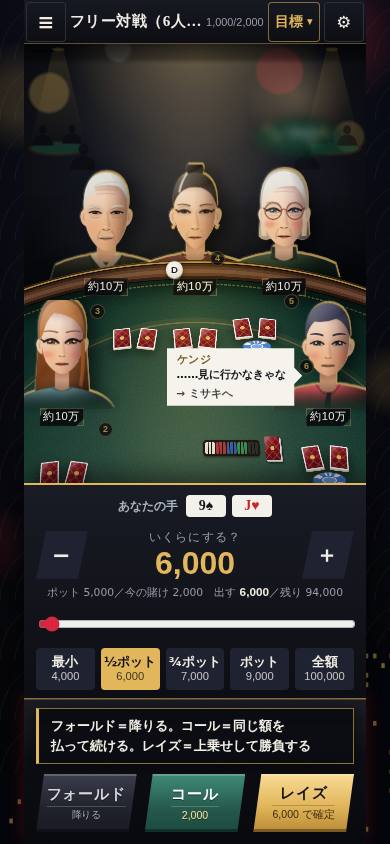 フリー対戦（6人… 1,000/2,000 目標▼
D
4
約10万 約10万 約10万
5
3
ケンジ
……見に行かなきゃな
→ ミサキへ
6
約10万 約10万
2
あなたの手 9♠ J♥
いくらにする？
− 6,000 +
ポット 5,000／今の賭け 2,000 出す 6,000／残り 94,000
最小 ½ポット ¾ポット ポット 全額
4,000 6,000 7,000 9,000 100,000
フォールド＝降りる。コール＝同じ額を
払って続ける。レイズ＝上乗せして勝負する
フォールド コール レイズ
降りる 2,000 6,000 で確定